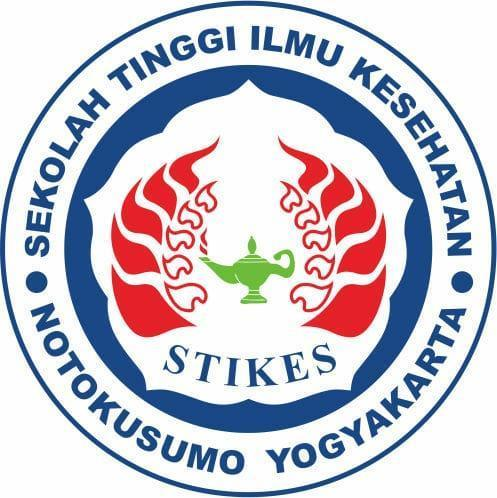 SEKOLAH TINGGI ILMU KESEHATAN
STIKES
NOTOKUSUMO YOGYAKARTA